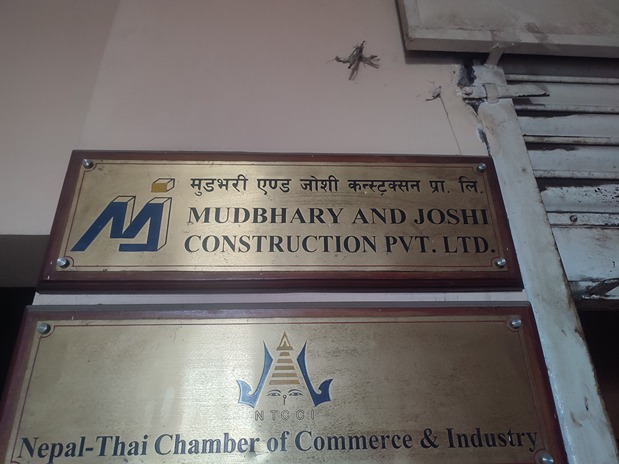 मुडभरी एण्ड जोशी कन्स्ट्रक्सन प्रा. लि.
MUDBHARY AND JOSHI
CONSTRUCTION PVT. LTD.
NTCCI
Nepal-Thai Chamber of Commerce & Industry